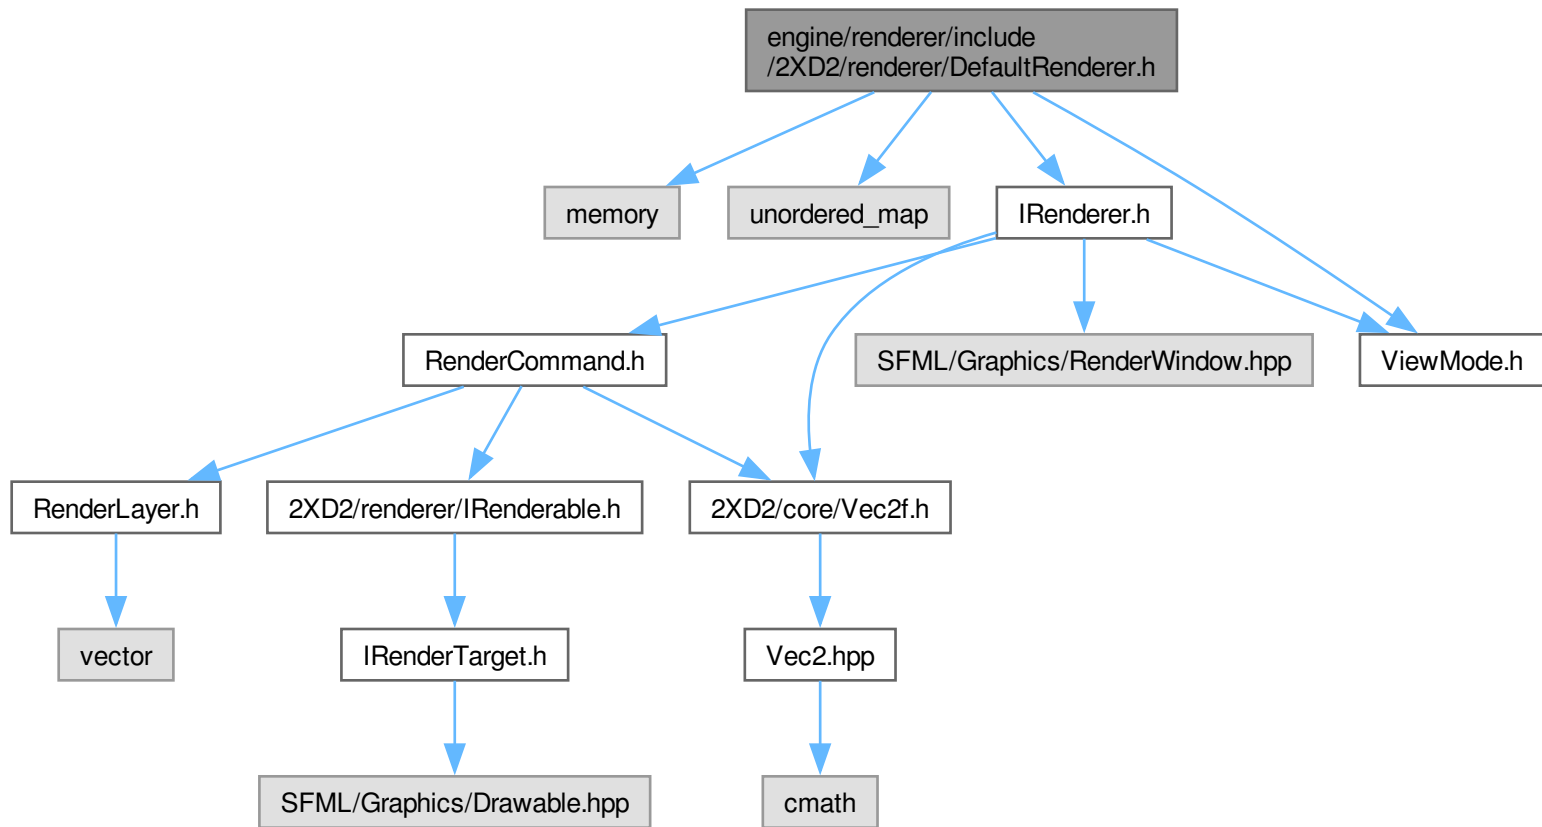 engine/renderer/include
/2XD2/renderer/DefaultRenderer.h
memory
unordered_map
IRenderer.h
RenderCommand.h
SFML/Graphics/RenderWindow.hpp
ViewMode.h
RenderLayer.h
2XD2/renderer/IRenderable.h
2XD2/core/Vec2f.h
vector
IRenderTarget.h
Vec2.hpp
SFML/Graphics/Drawable.hpp
cmath